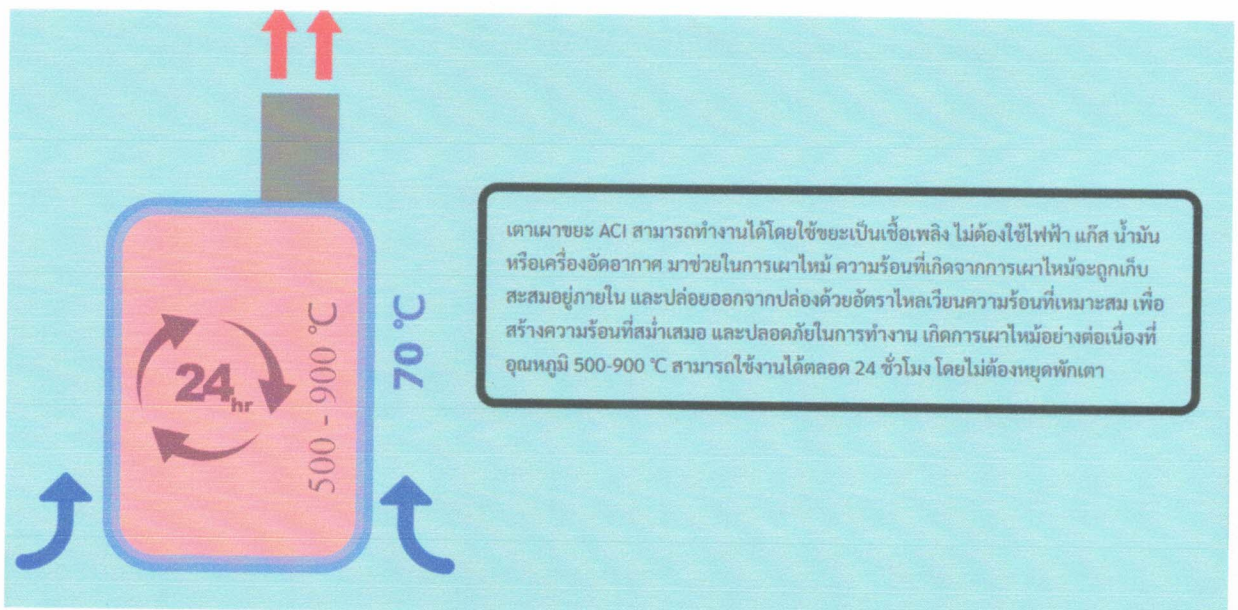 24hr
500 - 900 ℃
70 ℃
เตาเผาขยะ ACI สามารถทำงานได้โดยใช้ขยะเป็นเชื้อเพลิง ไม่ต้องใช้ไฟฟ้า แก๊ส น้ำมัน
หรือเครื่องอัดอากาศ มาช่วยในการเผาไหม้ ความร้อนที่เกิดจากการเผาไหม้จะถูกเก็บ
สะสมอยู่ภายใน และปล่อยออกจากปล่องด้วยอัตราไหลเวียนความร้อนที่เหมาะสม เพื่อ
สร้างความร้อนที่สม่ำเสมอ และปลอดภัยในการทำงาน เกิดการเผาไหม้อย่างต่อเนื่องที่
อุณหภูมิ 500-900 ℃ สามารถใช้งานได้ตลอด 24 ชั่วโมง โดยไม่ต้องหยุดพักเตา